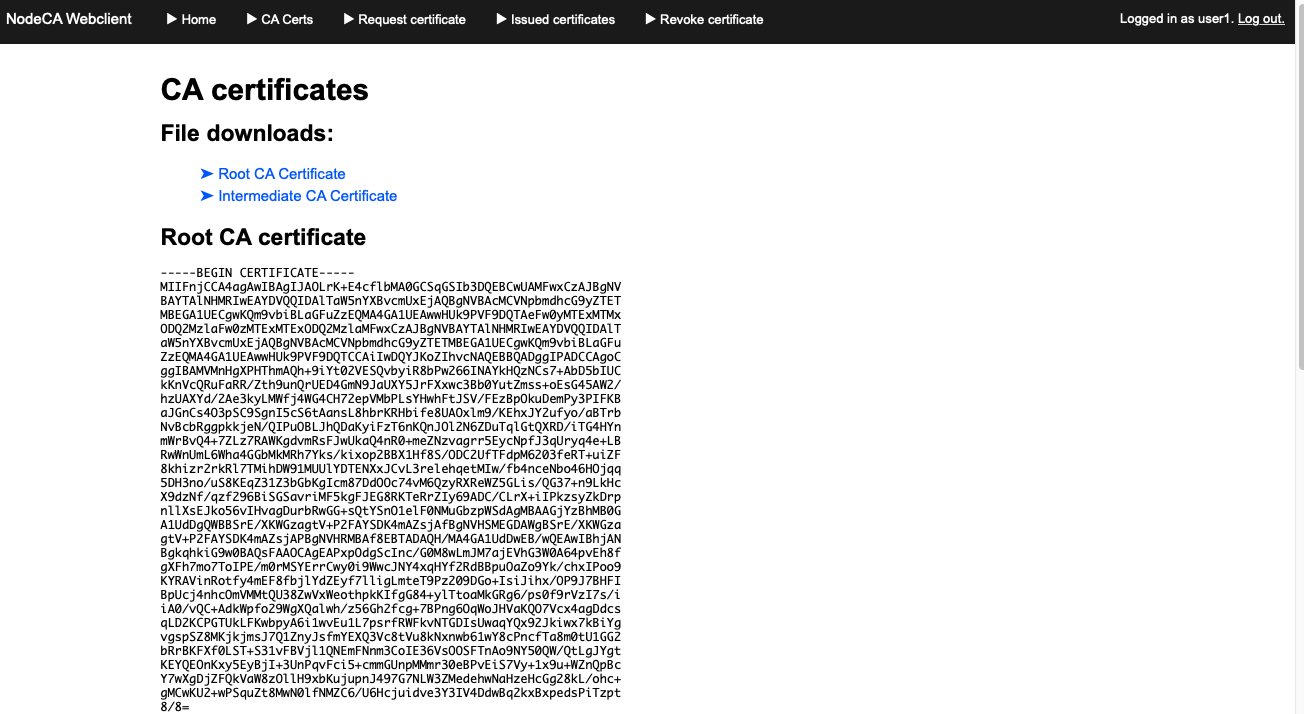 NodeCA Webclient ▶ Home ▶ CA Certs ▶ Request certificate ▶ Issued certificates ▶ Revoke certificate Logged in as user1. Log out.
CA certificates
File downloads:
➤ Root CA Certificate
➤ Intermediate CA Certificate
Root CA certificate
-----BEGIN CERTIFICATE-----
MIIFnjCCA4agAwIBAgIJAOLrK+E4cflbMA0GCSqGSIb3DQEBCwUAMFwxCzAJBgNV
BAYTAlNHMRIwEAYDVQQIDAlTaW5nYXBvcmUxEjAQBgNVBAcMCVNpbmdhcG9yZTET
MBEGA1UECgwKQm9vbiBLaGFuZzEQMA4GA1UEAwwHUk9PVF9DQTAeFw0yMTExMTMx
ODQ2MzlaFw0zMTExMTExODQ2MzlaMFwxCzAJBgNVBAYTAlNHMRIwEAYDVQQIDAlT
aW5nYXBvcmUxEjAQBgNVBAcMCVNpbmdhcG9yZTETMBEGA1UECgwKQm9vbiBLaGFu
ZzEQMA4GA1UEAwwHUk9PVF9DQTCCAiIwDQYJKoZIhvcNAQEBBQADggIPADCCAgoC
ggIBAMVMnHgXPHThmAQh+9iYt02VESQvbyiR8bPw266INAYkHQzNCs7+AbD5bIUC
kKnVcQRuFaRR/Zth9unQrUED4GmN9JaUXY5JrFXxwc3Bb0YutZmss+oEsG45AW2/
hzUAXYd/2Ae3kyLMWfj4WG4CH72epVMbPLsYHwhFtJSV/FEzBpOkuDemPy3PIFKB
aJGnCs4O3pSC9SgnI5cS6tAansL8hbrKRHbife8UAOxlm9/KEhxJY2ufyo/aBTrb
NvBcbRggpkkjeN/QIPuOBLJhQDaKyiFzT6nKQnJOl2N6ZDuTqlGtQXRD/iTG4HYn
mWrBvQ4+7ZLz7RAWKgdvmRsFJwUkaQ4nR0+meZNzvagrr5EycNpfJ3qUryq4e+LB
RwWnUmL6Wha4GGbMkMRh7Yks/kixop2BBX1Hf8S/ODC2UfTFdpM6203feRT+uiZF
8khizr2rkRl7TMihDW91MUUlYDTENXxJCvL3relehqetMIw/fb4nceNbo46HOjqq
5DH3no/uS8KEqZ31Z3bGbKgIcm87DdOOc74vM6QzyRXReWZ5GLis/QG37+n9LkHc
X9dzNf/qzf296BiSGSavriMF5kgFJEG8RKTeRrZIy69ADC/CLrX+iIPkzsyZkDrp
nllXsEJko56vIHvagDurbRwGG+sQtYSnO1elF0NMuGbzpWSdAgMBAAGjYzBhMB0G
A1UdDgQWBBSrE/XKWGzagtV+P2FAYSDK4mAZsjAfBgNVHSMEGDAWgBSrE/XKWGza
gtV+P2FAYSDK4mAZsjAPBgNVHRMBAf8EBTADAQH/MA4GA1UdDwEB/wQEAwIBhjAN
BgkqhkiG9w0BAQsFAAOCAgEAPxpOdgScInc/G0M8wLmJM7ajEVhG3W0A64pvEh8f
gXFh7mo7ToIPE/m0rMSYErrCwy0i9WwcJNY4xqHYf2RdBBpuOaZo9Yk/chxIPoo9
KYRAVinRotfy4mEF8fbjlYdZEyf7lligLmteT9Pz209DGo+IsiJihx/OP9J7BHFI
BpUcj4nhcOmVMMtQU38ZwVxWeothpkKIfgG84+ylTtoaMkGRg6/ps0f9rVzI7s/i
iA0/vQC+AdkWpfo29WgXQalwh/z56Gh2fcg+7BPng6OqWoJHVaKQO7Vcx4agDdcs
qLD2KCPGTUkLFKwbpyA6i1wvEu1L7psrfRWFkvNTGDIsUwaqYQx92Jkiwx7kBiYg
vgspSZ8MKjkjmsJ7Q1ZnyJsfmYEXQ3Vc8tVu8kNxnwb61wY8cPncfTa8m0tU1GG2
bRrBKFXf0LST+S31vFBVjl1QNEmFNnm3CoIE36VsOOSFTnAo9NY50QW/QtLgJYgt
KEYQEOnKxy5EyBjI+3UnPqvFci5+cmmGUnpMMmr30eBPvEiS7Vy+1x9u+WZnQpBc
Y7wXgDjZFQkVaW8zOllH9xbKujupnJ497G7NLW3ZMedehwNaHzeHcGg28kL/ohc+
gMCwKU2+wPSquZt8MwN0lfNMZC6/U6Hcjuidve3Y3IV4DdwBq2kxBxpedsPiTzpt
8/8=